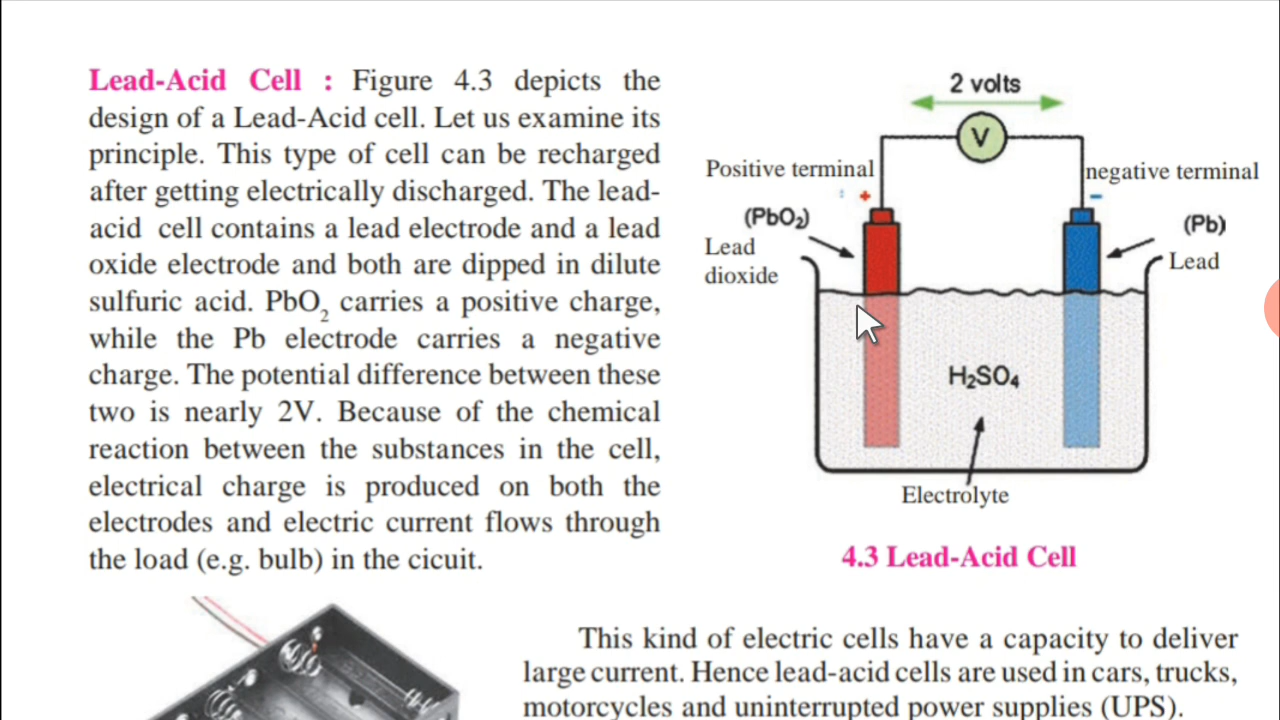 Lead-Acid Cell : Figure 4.3 depicts the
design of a Lead-Acid cell. Let us examine its
principle. This type of cell can be recharged
after getting electrically discharged. The lead-
acid cell contains a lead electrode and a lead
oxide electrode and both are dipped in dilute
sulfuric acid. PbO₂ carries a positive charge,
while the Pb electrode carries a negative
charge. The potential difference between these
two is nearly 2V. Because of the chemical
reaction between the substances in the cell,
electrical charge is produced on both the
electrodes and electric current flows through
the load (e.g. bulb) in the cicuit.
2 volts
V
Positive terminal
negative terminal
+
−
(PbO₂)
Lead
dioxide
(Pb)
Lead
H₂SO₄
Electrolyte
4.3 Lead-Acid Cell
This kind of electric cells have a capacity to deliver
large current. Hence lead-acid cells are used in cars, trucks,
motorcycles and uninterrupted power supplies (UPS).